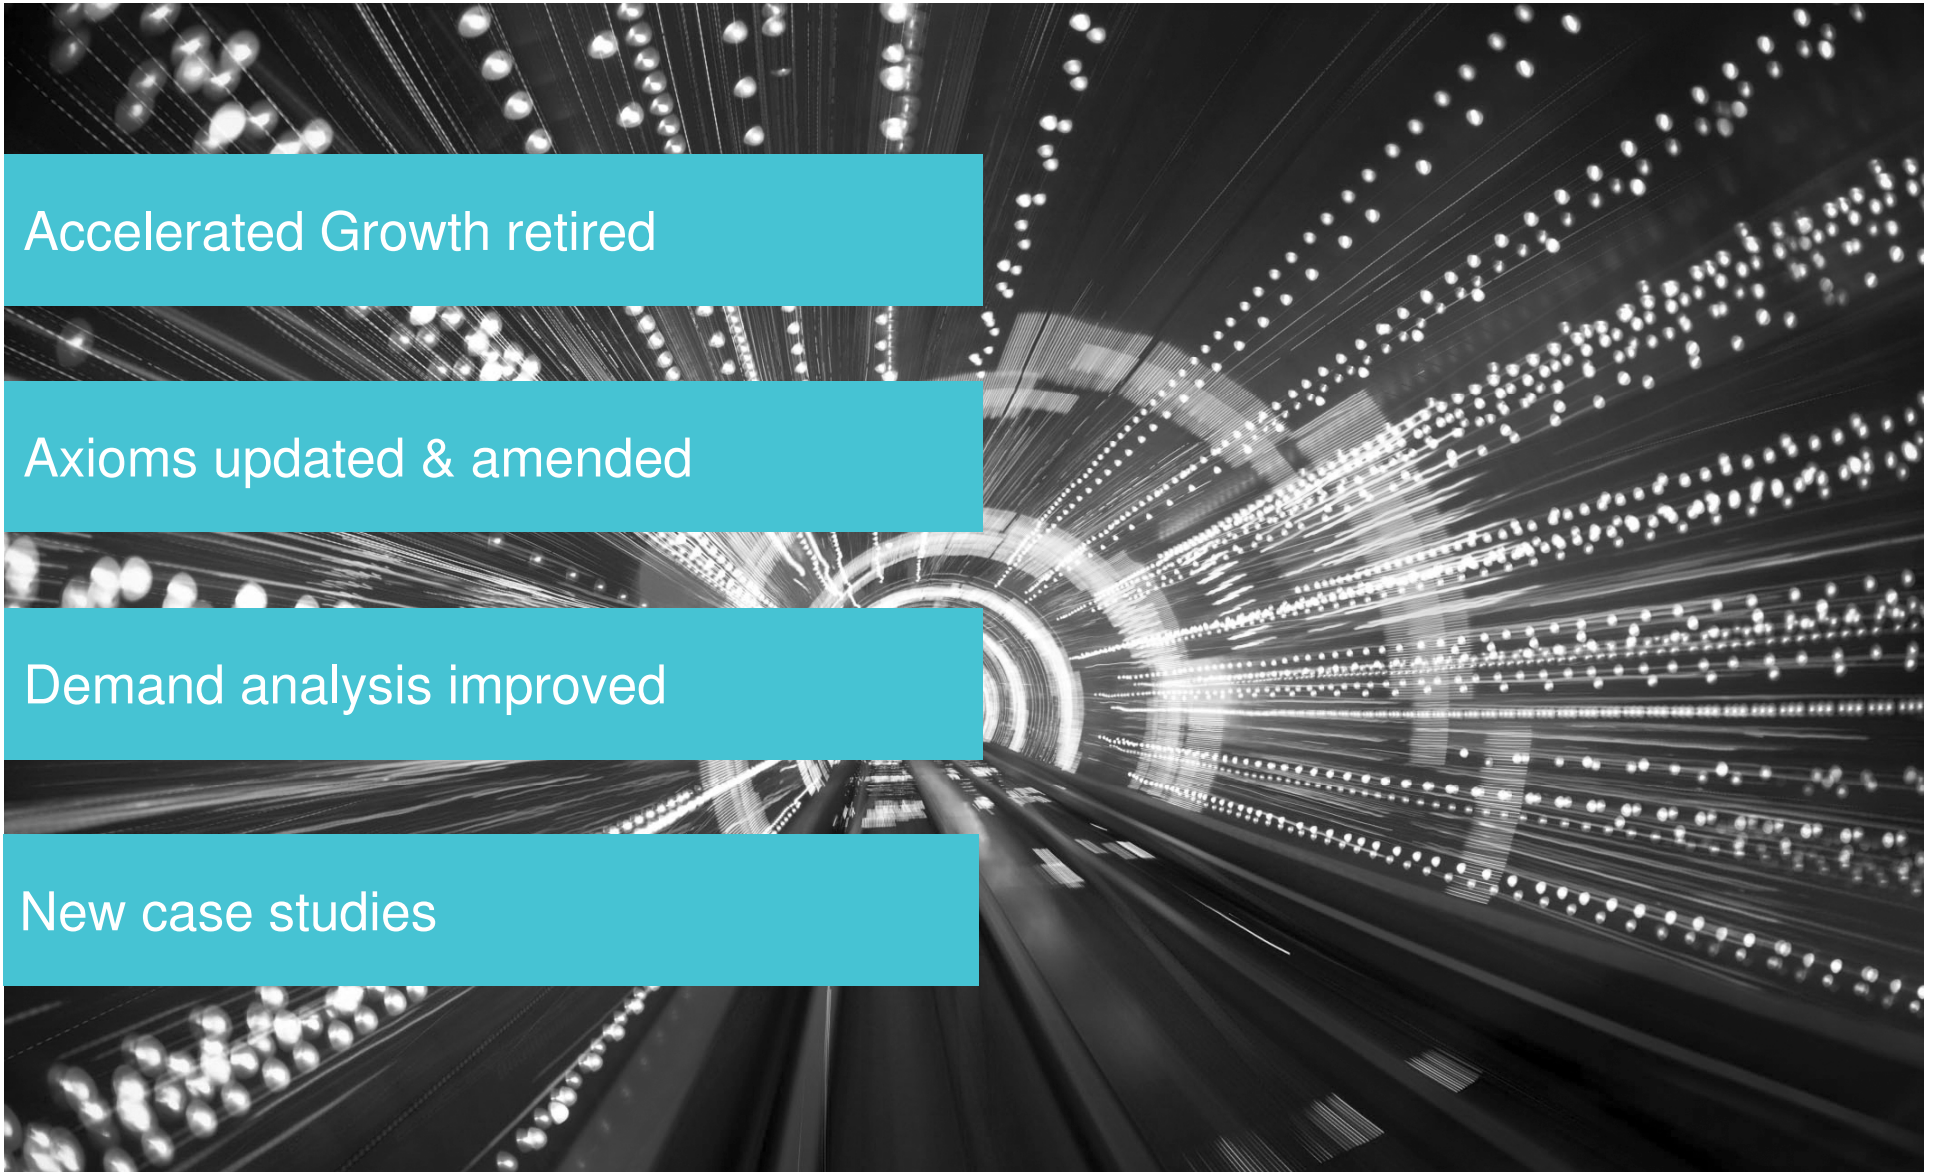 Accelerated Growth retired
Axioms updated & amended
Demand analysis improved
New case studies